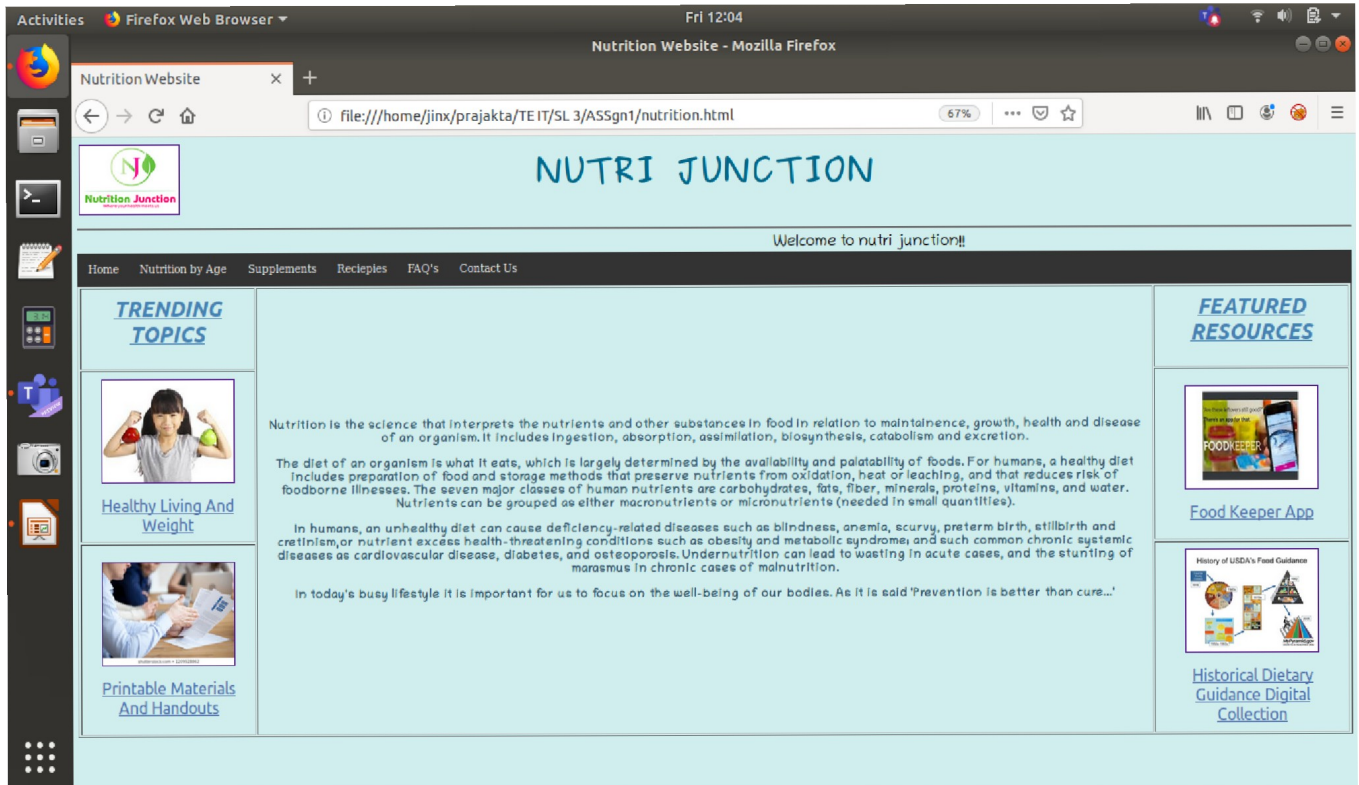 Activities Firefox Web Browser Fri 12:04
Nutrition Website - Mozilla Firefox
Nutrition Website
file:///home/jinx/prajakta/TE IT/SL 3/ASSgn1/nutrition.html 67%
NJ
Nutrition Junction
NUTRI JUNCTION
Welcome to nutri junction!!
Home Nutrition by Age Supplements Reciepies FAQ's Contact Us
TRENDING
TOPICS
Healthy Living And
Weight
Printable Materials
And Handouts
Nutrition is the science that interprets the nutrients and other substances in food in relation to maintainence, growth, health and disease
of an organism. It includes ingestion, absorption, assimilation, biosynthesis, catabolism and excretion.
The diet of an organism is what it eats, which is largely determined by the availability and palatability of foods. For humans, a healthy diet
includes preparation of food and storage methods that preserve nutrients from oxidation, heat or leaching, and that reduces risk of
foodborne illnesses. The seven major classes of human nutrients are carbohydrates, fats, fiber, minerals, proteins, vitamins, and water.
Nutrients can be grouped as either macronutrients or micronutrients (needed in small quantities).
In humans, an unhealthy diet can cause deficiency-related diseases such as blindness, anemia, scurvy, preterm birth, stillbirth and
cretinism,or nutrient excess health-threatening conditions such as obesity and metabolic syndrome; and such common chronic systemic
diseases as cardiovascular disease, diabetes, and osteoporosis. Undernutrition can lead to wasting in acute cases, and the stunting of
marasmus in chronic cases of malnutrition.
In today's busy lifestyle it is important for us to focus on the well-being of our bodies. As it is said 'Prevention is better than cure...'
FEATURED
RESOURCES
FOODKEEPER
Food Keeper App
History of USDA's Food Guidance
Historical Dietary
Guidance Digital
Collection